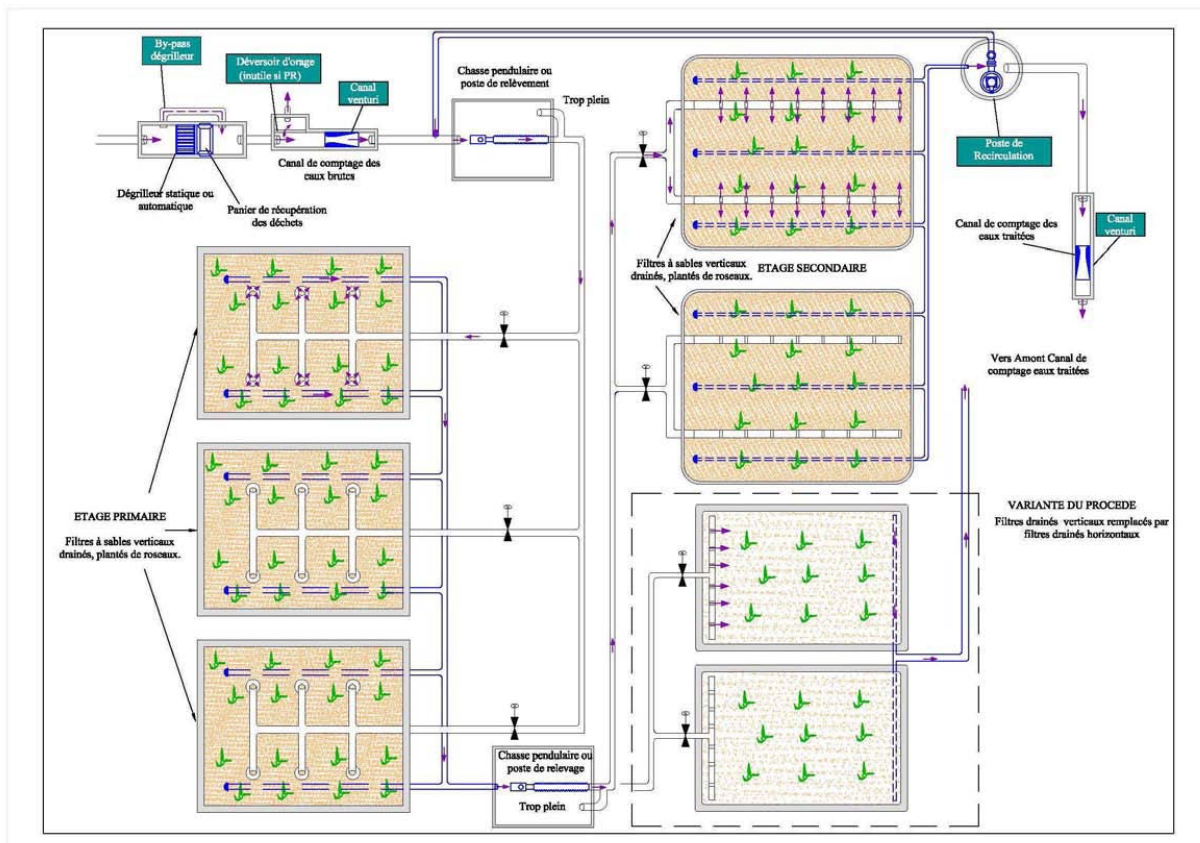 By-pass
dégrilleur
Déversoir d'orage
(inutile si PR)
Canal
venturi
Canal de comptage des
eaux brutes
Dégrilleur statique ou
automatique
Panier de récupération
des déchets
Chasse pendulaire ou
poste de relèvement
Trop plein
Poste de
Recirculation
Canal de comptage des
eaux traitées
Canal
venturi
Filtres à sables verticaux
drainés, plantés de roseaux.
ETAGE SECONDAIRE
Vers Amont Canal de
comptage eaux traitées
ETAGE PRIMAIRE
Filtres à sables verticaux
drainés, plantés de roseaux.
VARIANTE DU PROCEDE
Filtres drainés verticaux remplacés par
filtres drainés horizontaux
Chasse pendulaire ou
poste de relevage
Trop plein